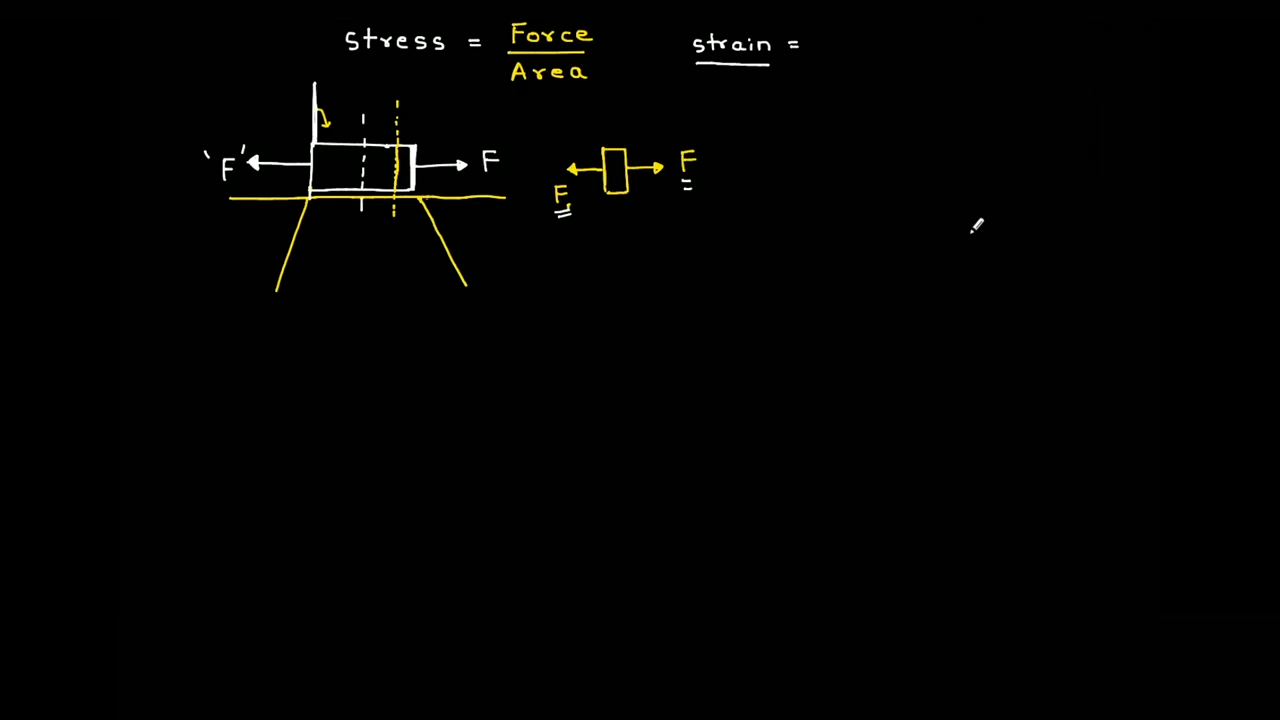 stress = Force / Area strain =
'F' F F
F